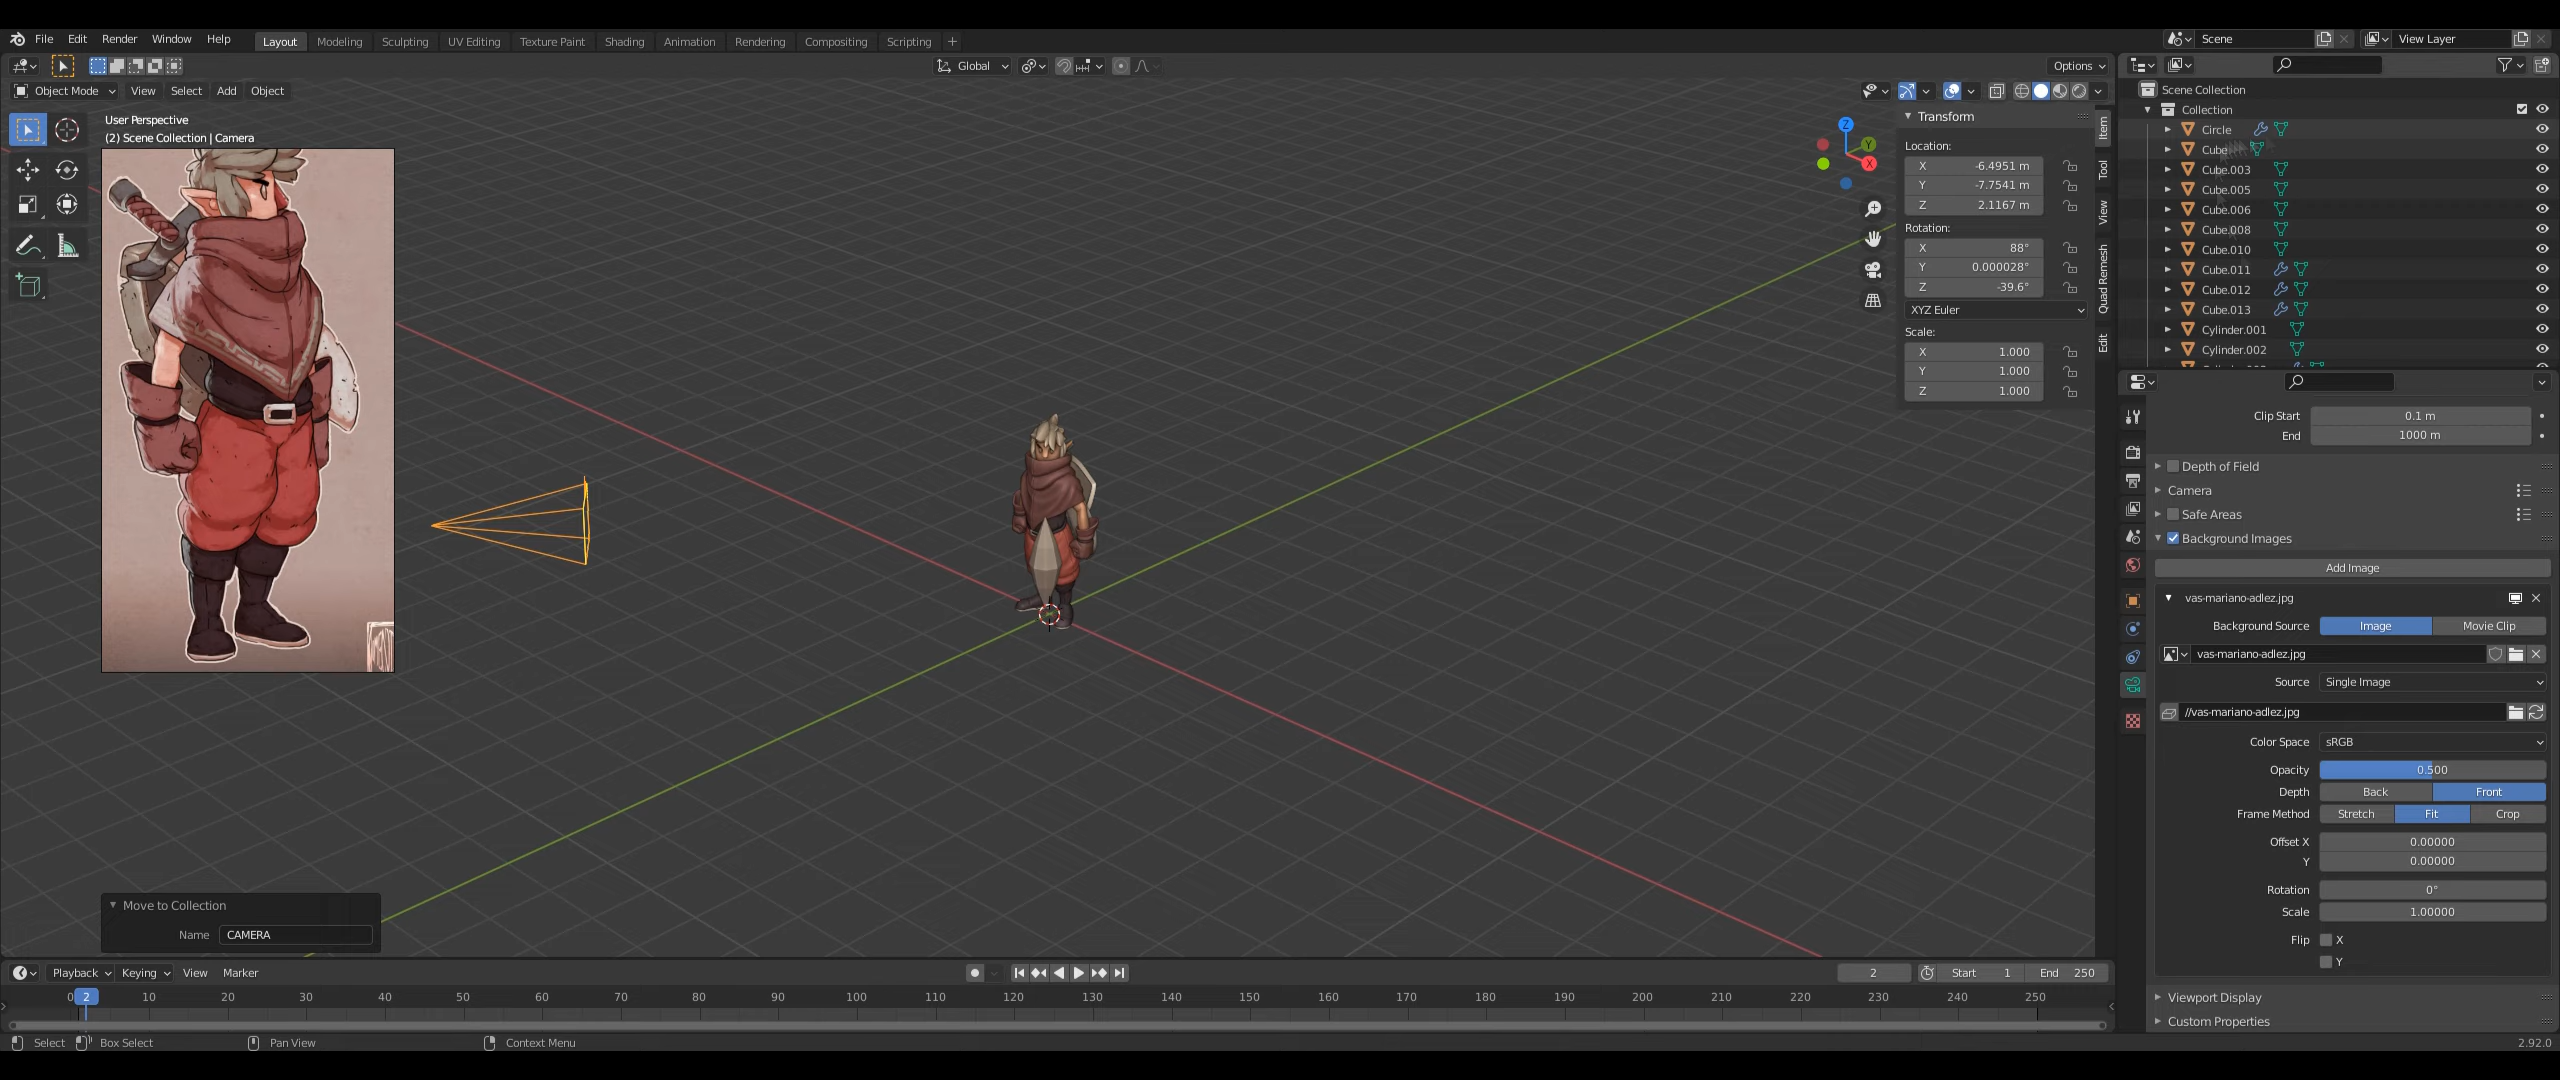 File Edit Render Window Help Layout Modeling Sculpting UV Editing Texture Paint Shading Animation Rendering Compositing Scripting + Scene View Layer
Global Options
Object Mode View Select Add Object
User Perspective
(2) Scene Collection | Camera
Z
Y
X
Transform
Location:
X -6.4951 m
Y -7.7541 m
Z 2.1167 m
Rotation:
X 88°
Y 0.000028°
Z -39.6°
XYZ Euler
Scale:
X 1.000
Y 1.000
Z 1.000
Item
Tool
View
Quad Remesh
Edit
Scene Collection
Collection
Circle
Cube
Cube.003
Cube.005
Cube.006
Cube.008
Cube.010
Cube.011
Cube.012
Cube.013
Cylinder.001
Cylinder.002
Clip Start 0.1 m
End 1000 m
Depth of Field
Camera
Safe Areas
Background Images
Add Image
vas-mariano-adlez.jpg
Background Source Image Movie Clip
vas-mariano-adlez.jpg
Source Single Image
//vas-mariano-adlez.jpg
Color Space sRGB
Opacity 0.500
Depth Back Front
Frame Method Stretch Fit Crop
Offset X 0.00000
Y 0.00000
Rotation 0°
Scale 1.00000
Flip X
Y
Viewport Display
Custom Properties
Move to Collection
Name CAMERA
Playback Keying View Marker 2 Start 1 End 250
0 2 10 20 30 40 50 60 70 80 90 100 110 120 130 140 150 160 170 180 190 200 210 220 230 240 250
Select Box Select Pan View Context Menu 2.92.0